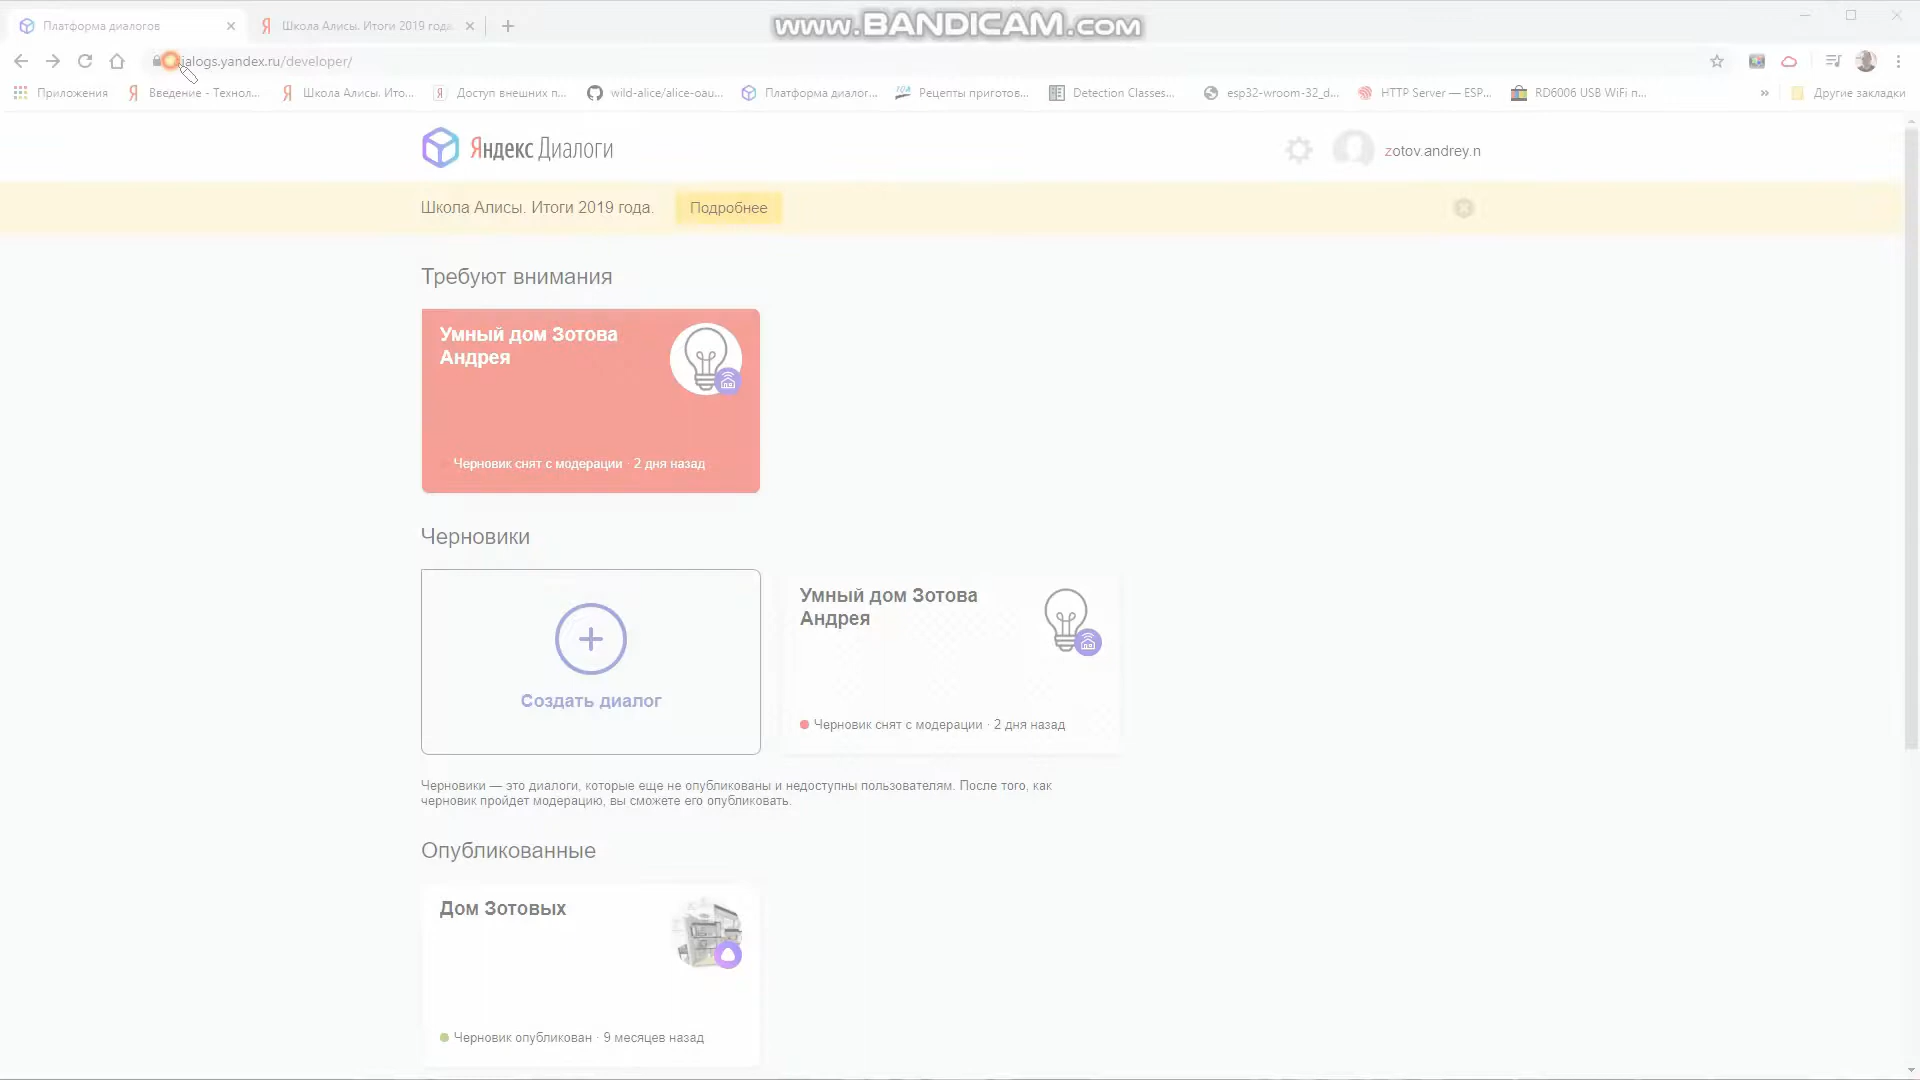 Платформа диалогов
Школа Алисы. Итоги 2019 года.
www.BANDICAM.com
ialogs.yandex.ru/developer/
Приложения
Введение - Технол...
Школа Алисы. Ито...
Доступ внешних п...
wild-alice/alice-oau...
Платформа диалог...
Рецепты приготов...
Detection Classes...
esp32-wroom-32_d...
HTTP Server — ESP...
RD6006 USB WiFi п...
»
Другие закладки
Яндекс Диалоги
zotov.andrey.n
Школа Алисы. Итоги 2019 года.
Подробнее
Требуют внимания
Умный дом Зотова
Андрея
Черновик снят с модерации · 2 дня назад
Черновики
Создать диалог
Умный дом Зотова
Андрея
Черновик снят с модерации · 2 дня назад
Черновики — это диалоги, которые еще не опубликованы и недоступны пользователям. После того, как
черновик пройдет модерацию, вы сможете его опубликовать.
Опубликованные
Дом Зотовых
Черновик опубликован · 9 месяцев назад